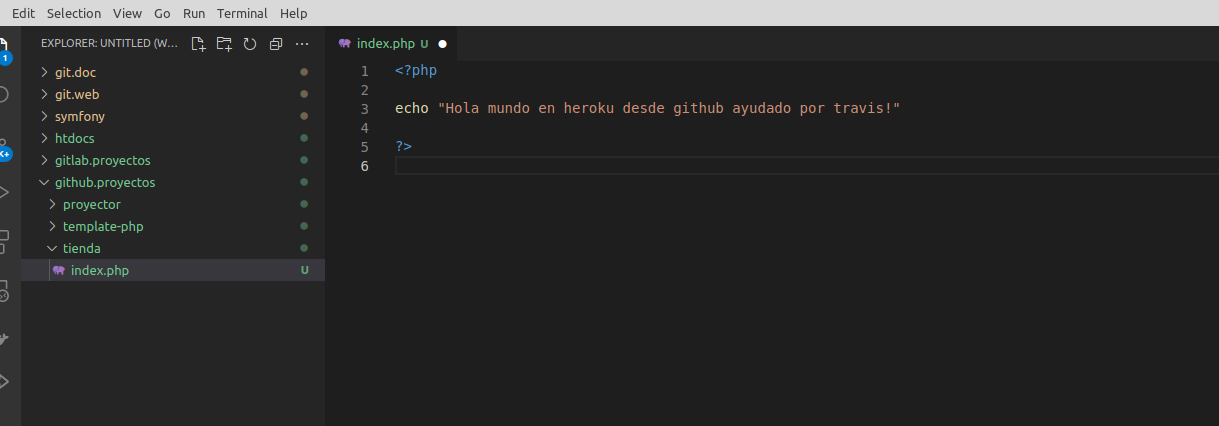 Edit Selection View Go Run Terminal Help
EXPLORER: UNTITLED (W...
1
git.doc
git.web
symfony
htdocs
K+
gitlab.proyectos
github.proyectos
proyector
template-php
tienda
index.php U
index.php U
1 <?php
2
3 echo "Hola mundo en heroku desde github ayudado por travis!"
4
5 ?>
6